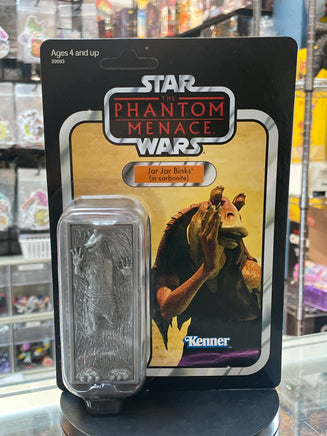 Ages 4 and up
39683
STAR
THE
PHANTOM
MENACE
WARS
Jar Jar Binks
(in carbonite)
Kenner